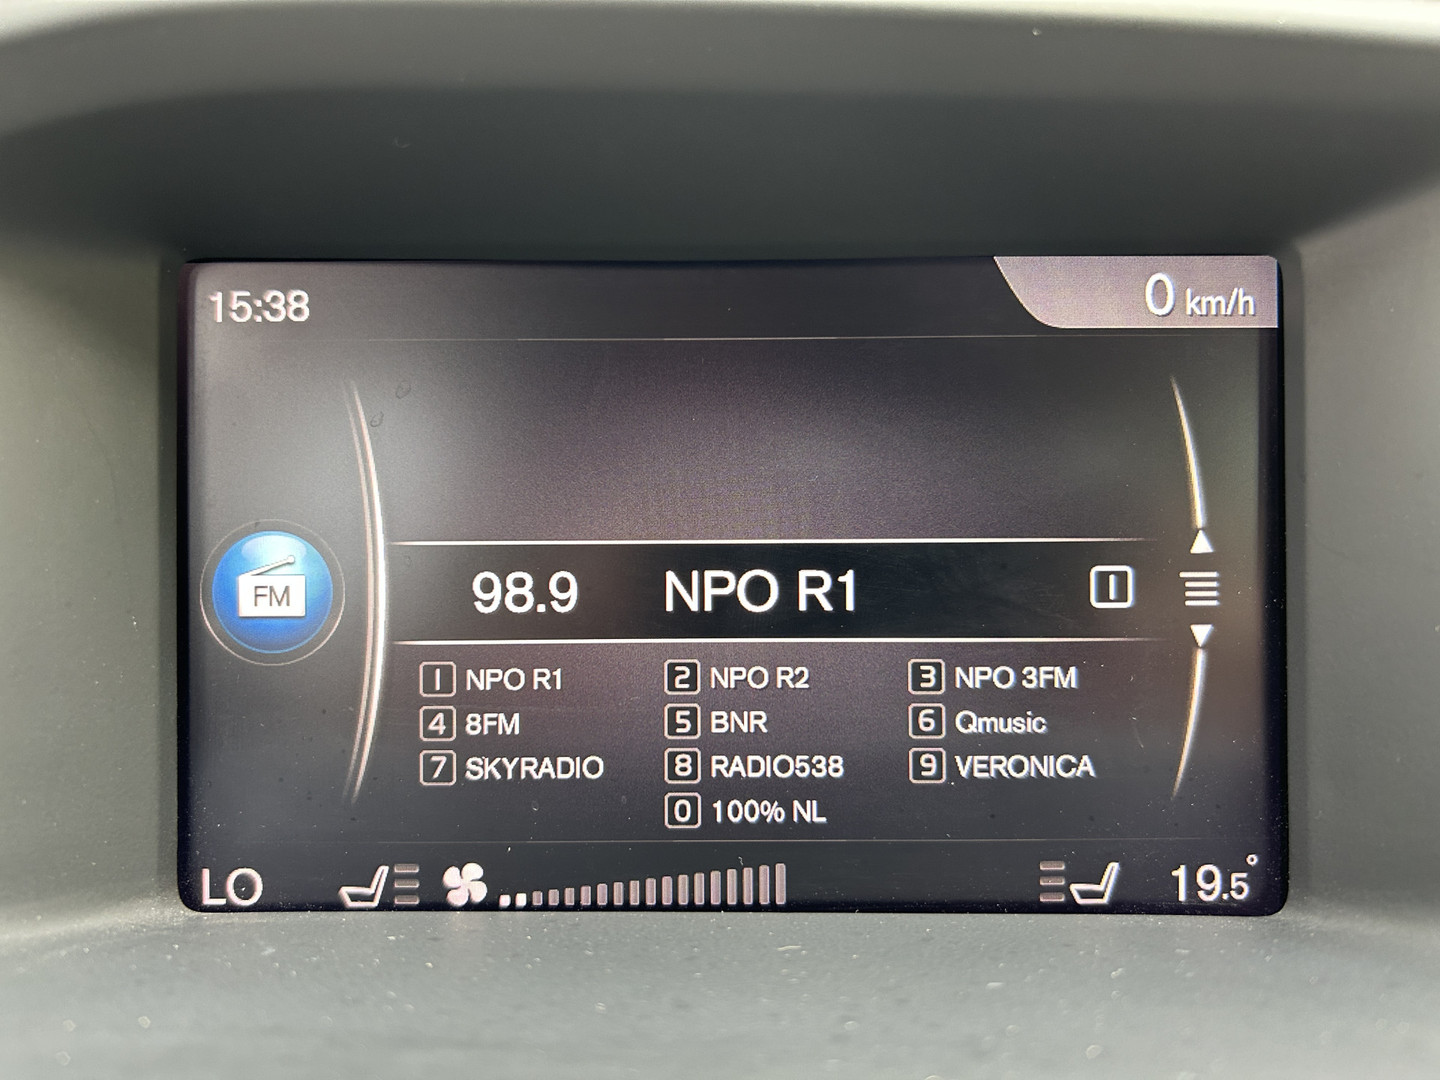 15:38
0 km/h
FM
98.9 NPO R1 1
1 NPO R1 2 NPO R2 3 NPO 3FM
4 8FM 5 BNR 6 Qmusic
7 SKYRADIO 8 RADIO538 9 VERONICA
0 100% NL
LO 19.5°